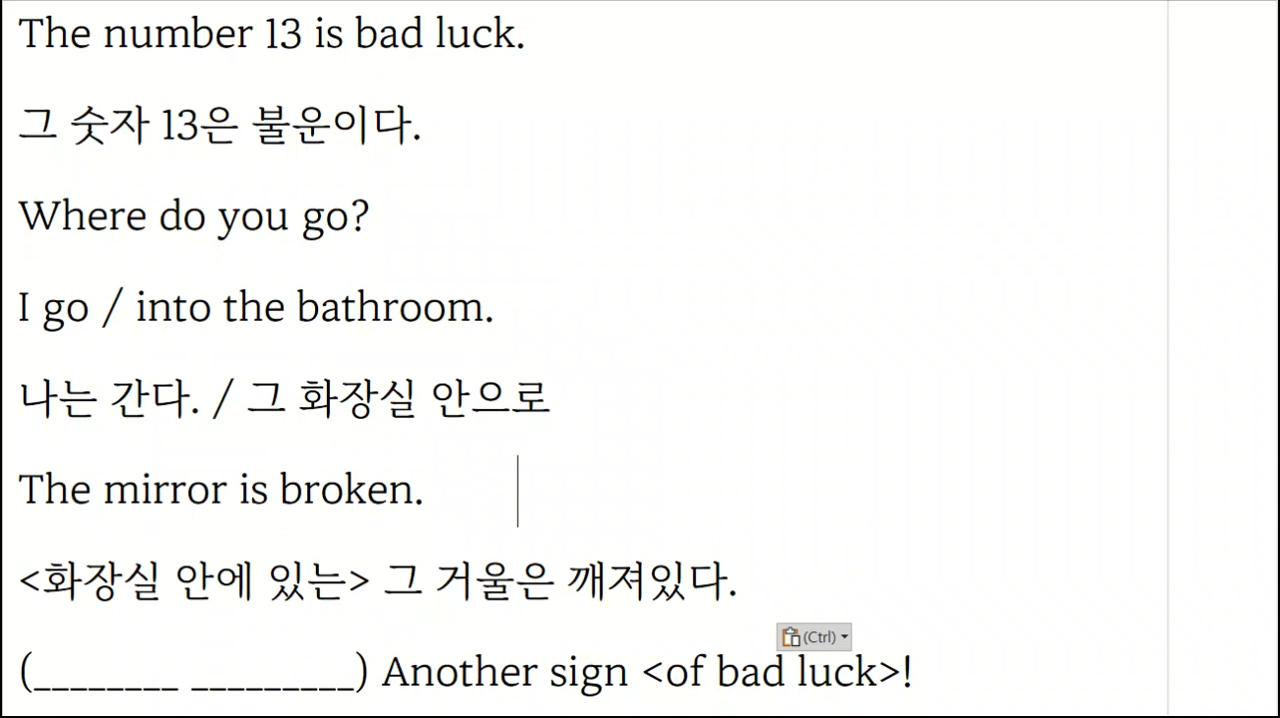 The number 13 is bad luck.
그 숫자 13은 불운이다.
Where do you go?
I go / into the bathroom.
나는 간다. / 그 화장실 안으로
The mirror is broken.
<화장실 안에 있는> 그 거울은 깨져있다.
(Ctrl)
(________ _________) Another sign <of bad luck>!